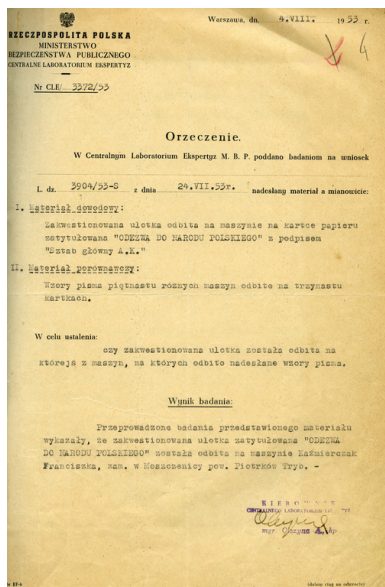 Warszawa, dn. 4.VIII. 1953 r.
4
RZECZPOSPOLITA POLSKA
MINISTERSTWO
BEZPIECZEŃSTWA PUBLICZNEGO
CENTRALNE LABORATORIUM EKSPERTYZ
Nr CLE/ 3372/53
Orzeczenie.
W Centralnym Laboratorium Ekspertyz M. B. P. poddano badaniom na wniosek
L. dz. 3904/53-S z dnia 24.VII.53r. nadesłany materiał a mianowicie:
I. Materiał dowodowy:
Zakwestionowana ulotka odbita na maszynie na kartce papieru
zatytułowana "ODEZWA DO NARODU POLSKIEGO" z podpisem
"Sztab główny A.K."
II. Materiał porównawczy:
Wzory pisma piętnastu różnych maszyn odbite na trzynastu
kartkach.
W celu ustalenia:
czy zakwestionowana ulotka została odbita na
którejś z maszyn, na których odbito nadesłane wzory pisma.
Wynik badania:
Przeprowadzone badania przedstawionego materiału
wykazały, że zakwestionowana ulotka zatytułowana "ODEZWA
DO NARODU POLSKIEGO" została odbita na maszynie Kaźmierczak
Franciszka, zam. w Moszczenicy pow. Piotrków Tryb. -
KIEROWNIK
CENTRALNEGO LABORATORIUM
mgr.